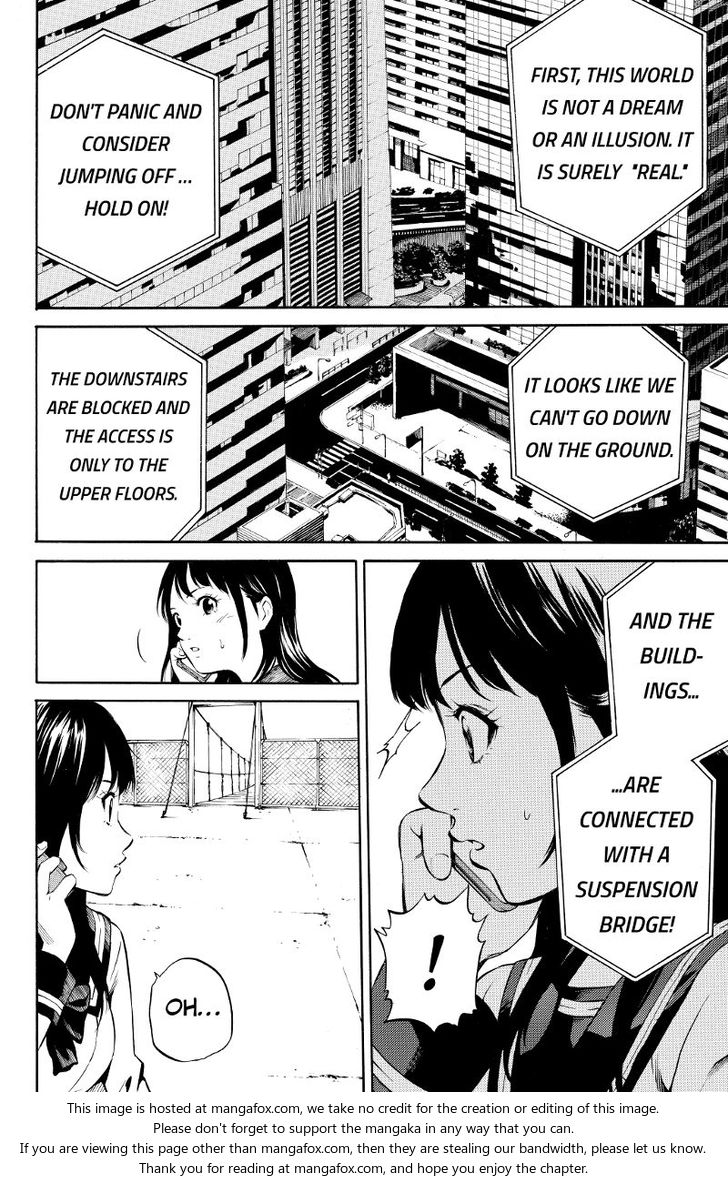 FIRST, THIS WORLD
IS NOT A DREAM
OR AN ILLUSION. IT
IS SURELY "REAL."
DON'T PANIC AND
CONSIDER
JUMPING OFF ...
HOLD ON!
IT LOOKS LIKE WE
CAN'T GO DOWN
ON THE GROUND.
THE DOWNSTAIRS
ARE BLOCKED AND
THE ACCESS IS
ONLY TO THE
UPPER FLOORS.
AND THE
BUILD-
INGS...
...ARE
CONNECTED
WITH A
SUSPENSION
BRIDGE!
!
OH...
This image is hosted at mangafox.com, we take no credit for the creation or editing of this image.
Please don't forget to support the mangaka in any way that you can.
If you are viewing this page other than mangafox.com, then they are stealing our bandwidth, please let us know.
Thank you for reading at mangafox.com, and hope you enjoy the chapter.